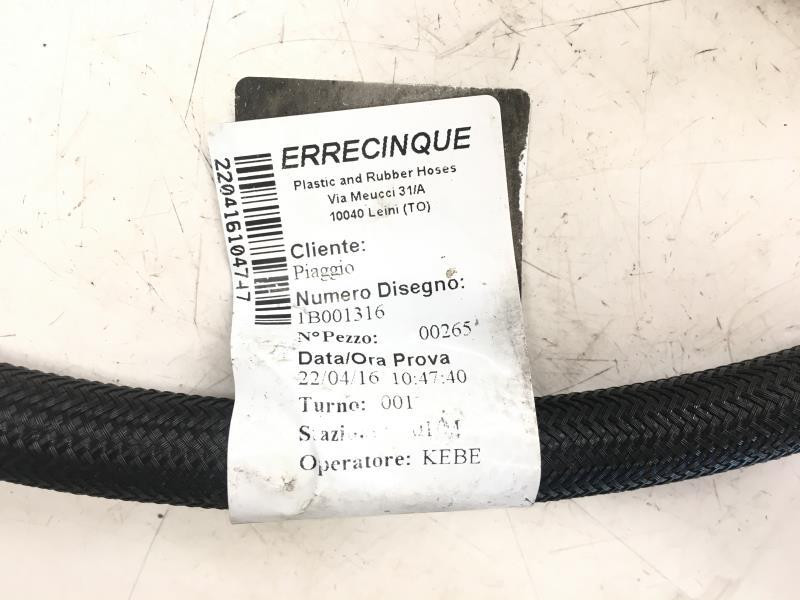 ERRECINQUE
Plastic and Rubber Hoses
Via Meucci 31/A
10040 Leini (TO)
Cliente:
Piaggio
Numero Disegno:
1B001316
N°Pezzo: 00265
Data/Ora Prova
22/04/16 10:47:40
Turno: 001
Operatore: KEBE